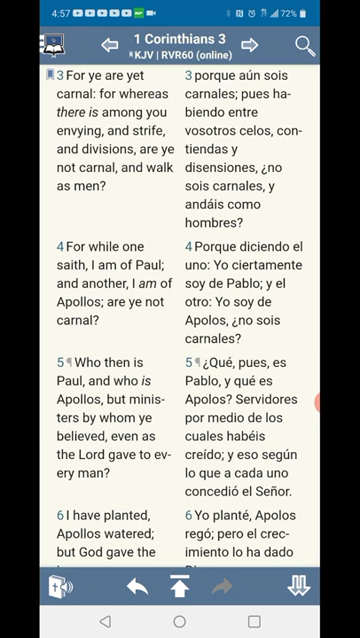 4:57
72%
1 Corinthians 3
KJV | RVR60 (online)
3 For ye are yet
carnal: for whereas
there is among you
envying, and strife,
and divisions, are ye
not carnal, and walk
as men?
4 For while one
saith, I am of Paul;
and another, I am of
Apollos; are ye not
carnal?
5 ¶ Who then is
Paul, and who is
Apollos, but minis-
ters by whom ye
believed, even as
the Lord gave to ev-
ery man?
6 I have planted,
Apollos watered;
but God gave the
3 porque aún sois
carnales; pues ha-
biendo entre
vosotros celos, con-
tiendas y
disensiones, ¿no
sois carnales, y
andáis como
hombres?
4 Porque diciendo el
uno: Yo ciertamente
soy de Pablo; y el
otro: Yo soy de
Apolos, ¿no sois
carnales?
5 ¶ ¿Qué, pues, es
Pablo, y qué es
Apolos? Servidores
por medio de los
cuales habéis
creído; y eso según
lo que a cada uno
concedió el Señor.
6 Yo planté, Apolos
regó; pero el crec-
imiento lo ha dado